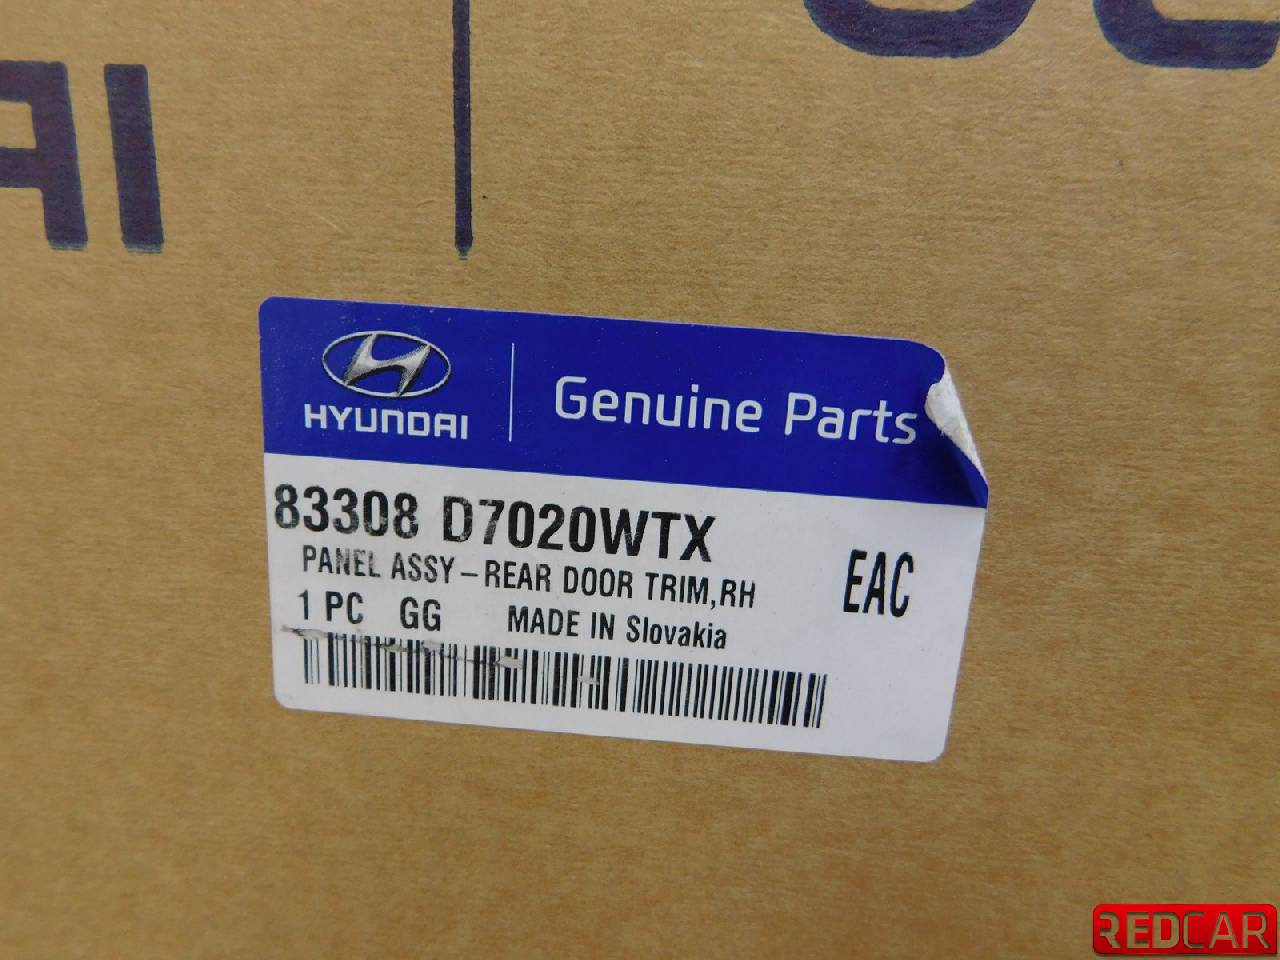 AI
HYUNDAI
Genuine Parts
83308 D7020WTX
PANEL ASSY-REAR DOOR TRIM,RH
EAC
1 PC GG MADE IN Slovakia
REDCAR